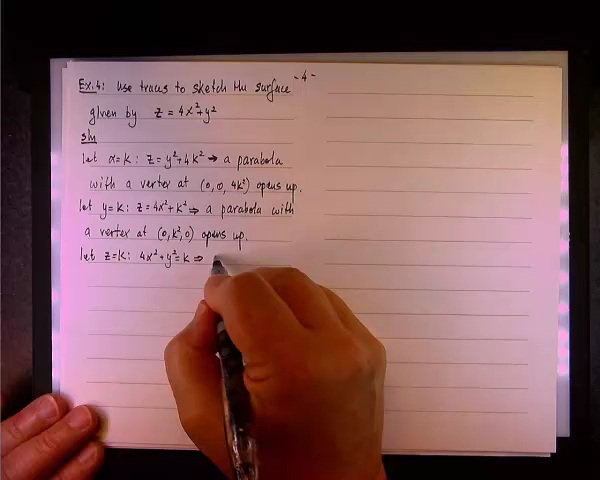 -4-
Ex.4: use traces to sketch the surface
given by z = 4x²+y²
sln
let x=k: z=y²+4k² → a parabola
with a vertex at (0, 0, 4k²) opens up.
let y=k: z=4x²+k² ⇒ a parabola with
a vertex at (0,k²,0) opens up.
let z=k: 4x²+y²=k ⇒